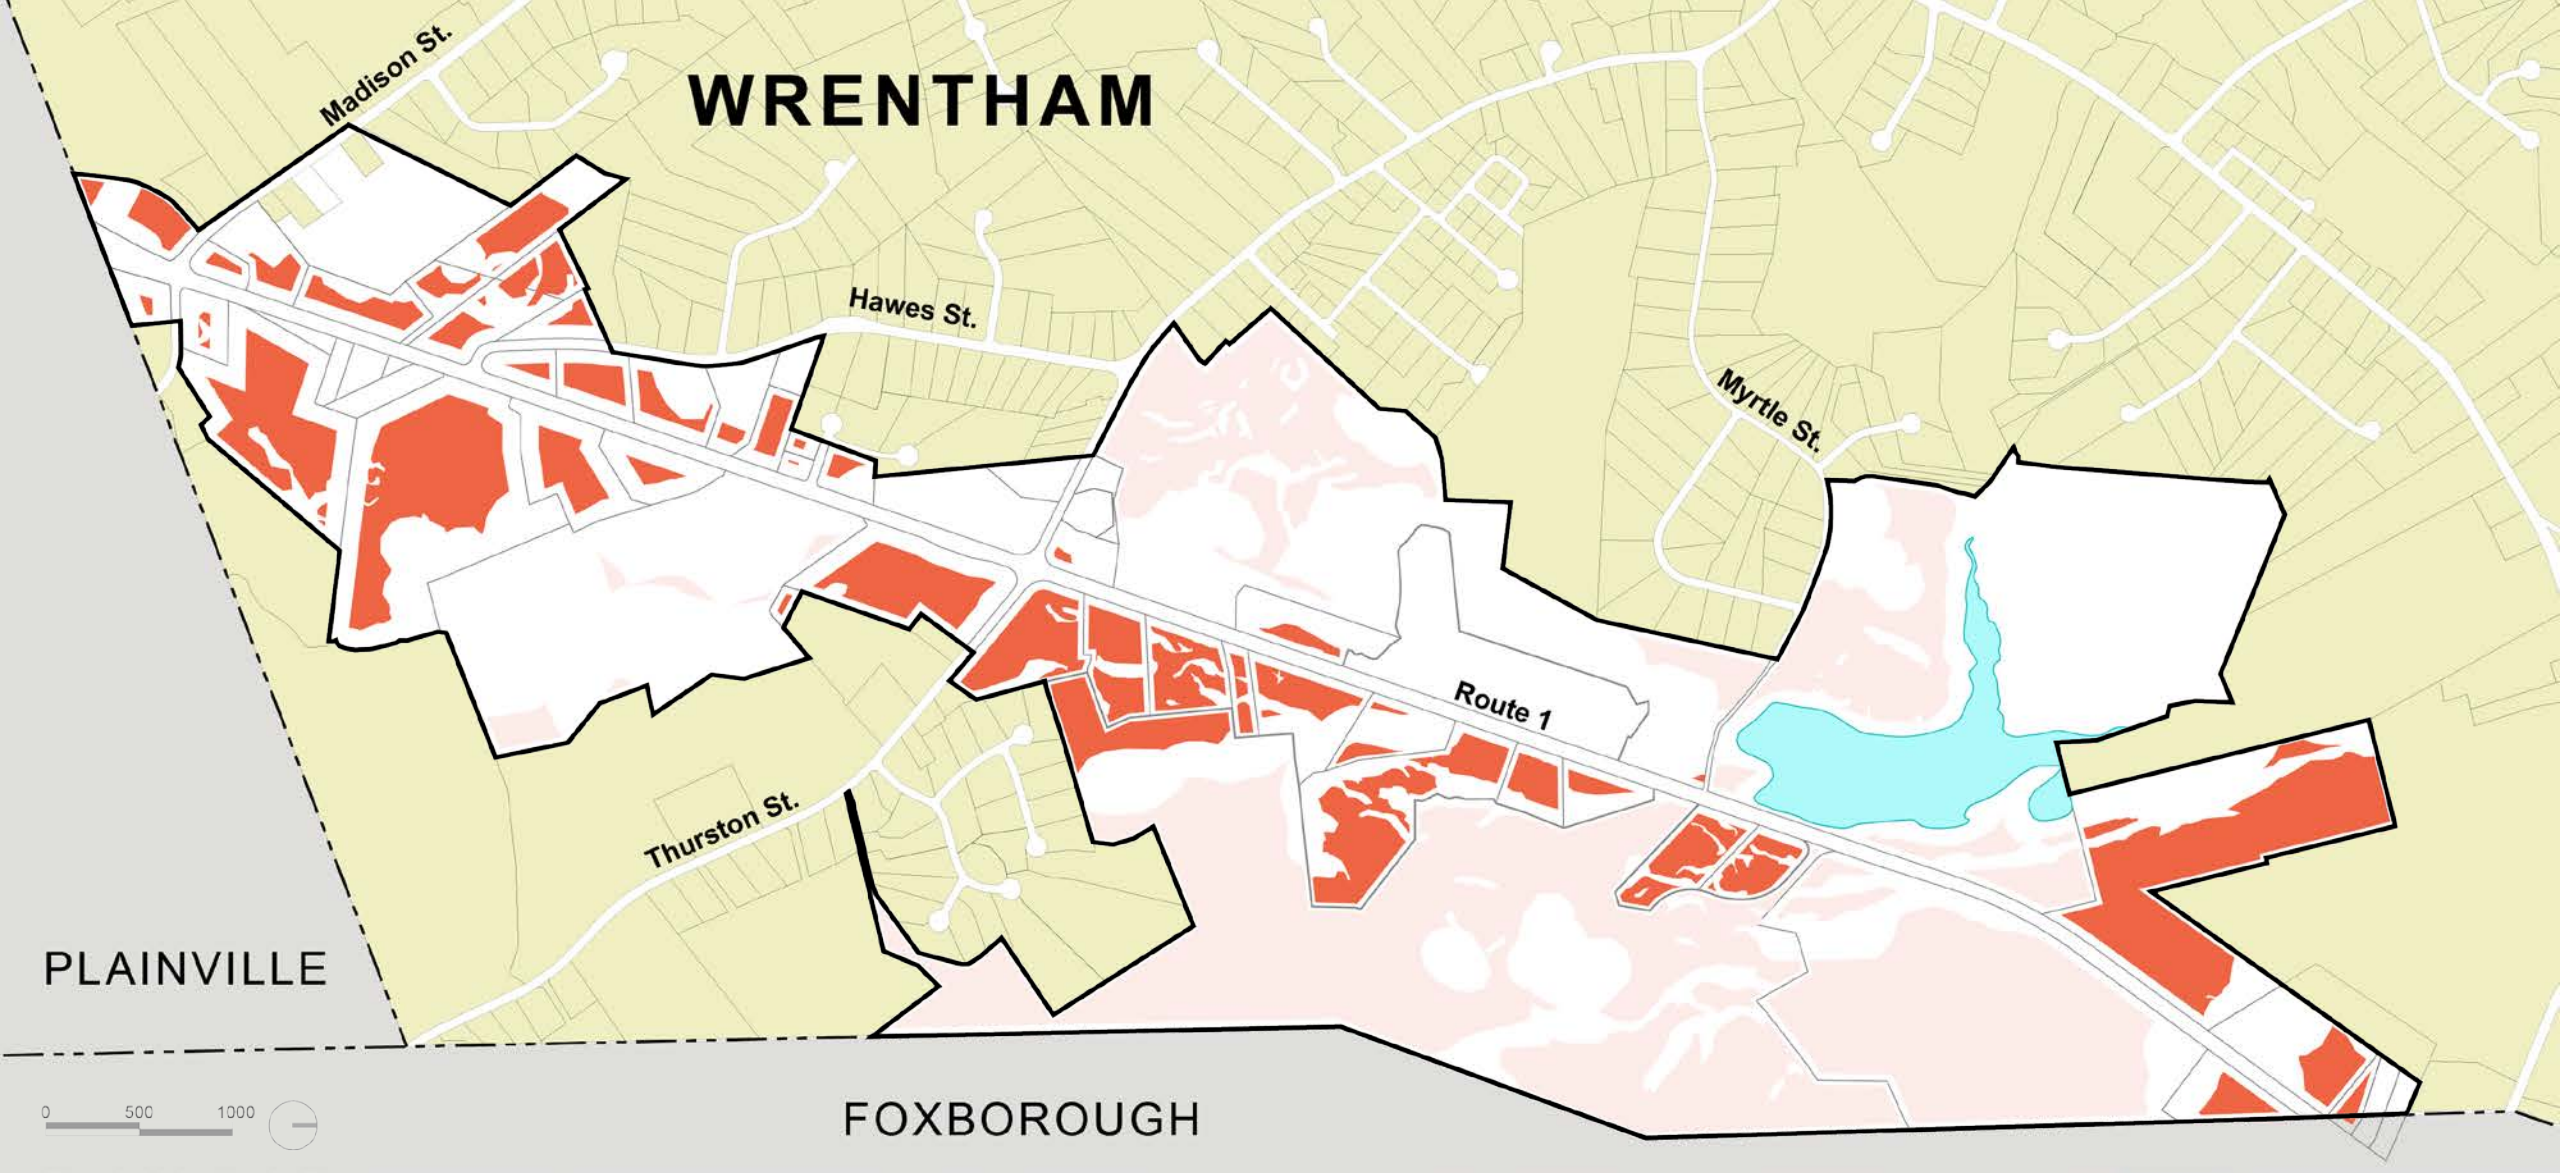 Madison St.
WRENTHAM
Hawes St.
Myrtle St.
Route 1
Thurston St.
PLAINVILLE
FOXBOROUGH
0 500 1000